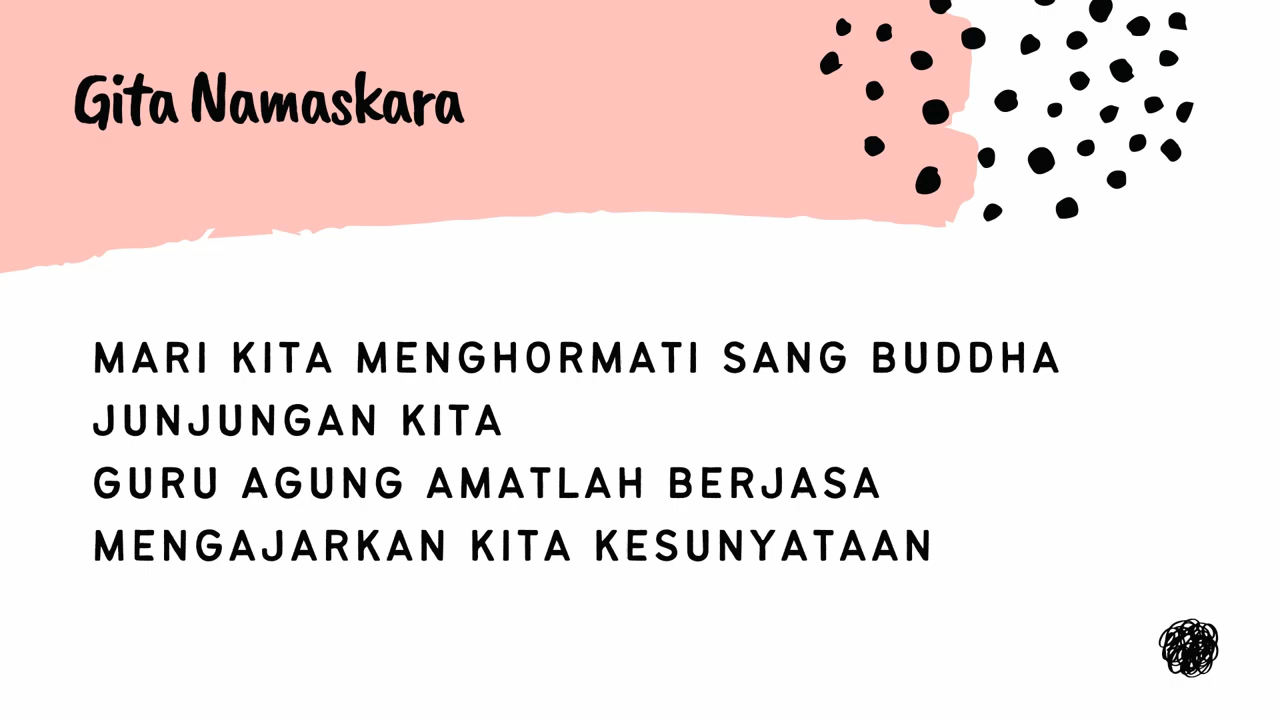 Gita Namaskara
MARI KITA MENGHORMATI SANG BUDDHA
JUNJUNGAN KITA
GURU AGUNG AMATLAH BERJASA
MENGAJARKAN KITA KESUNYATAAN